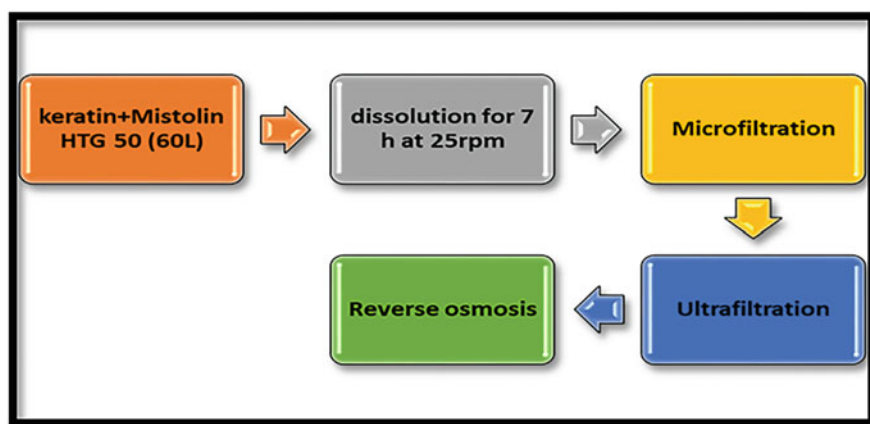 keratin+Mistolin
HTG 50 (60L)
dissolution for 7
h at 25rpm
Microfiltration
Ultrafiltration
Reverse osmosis